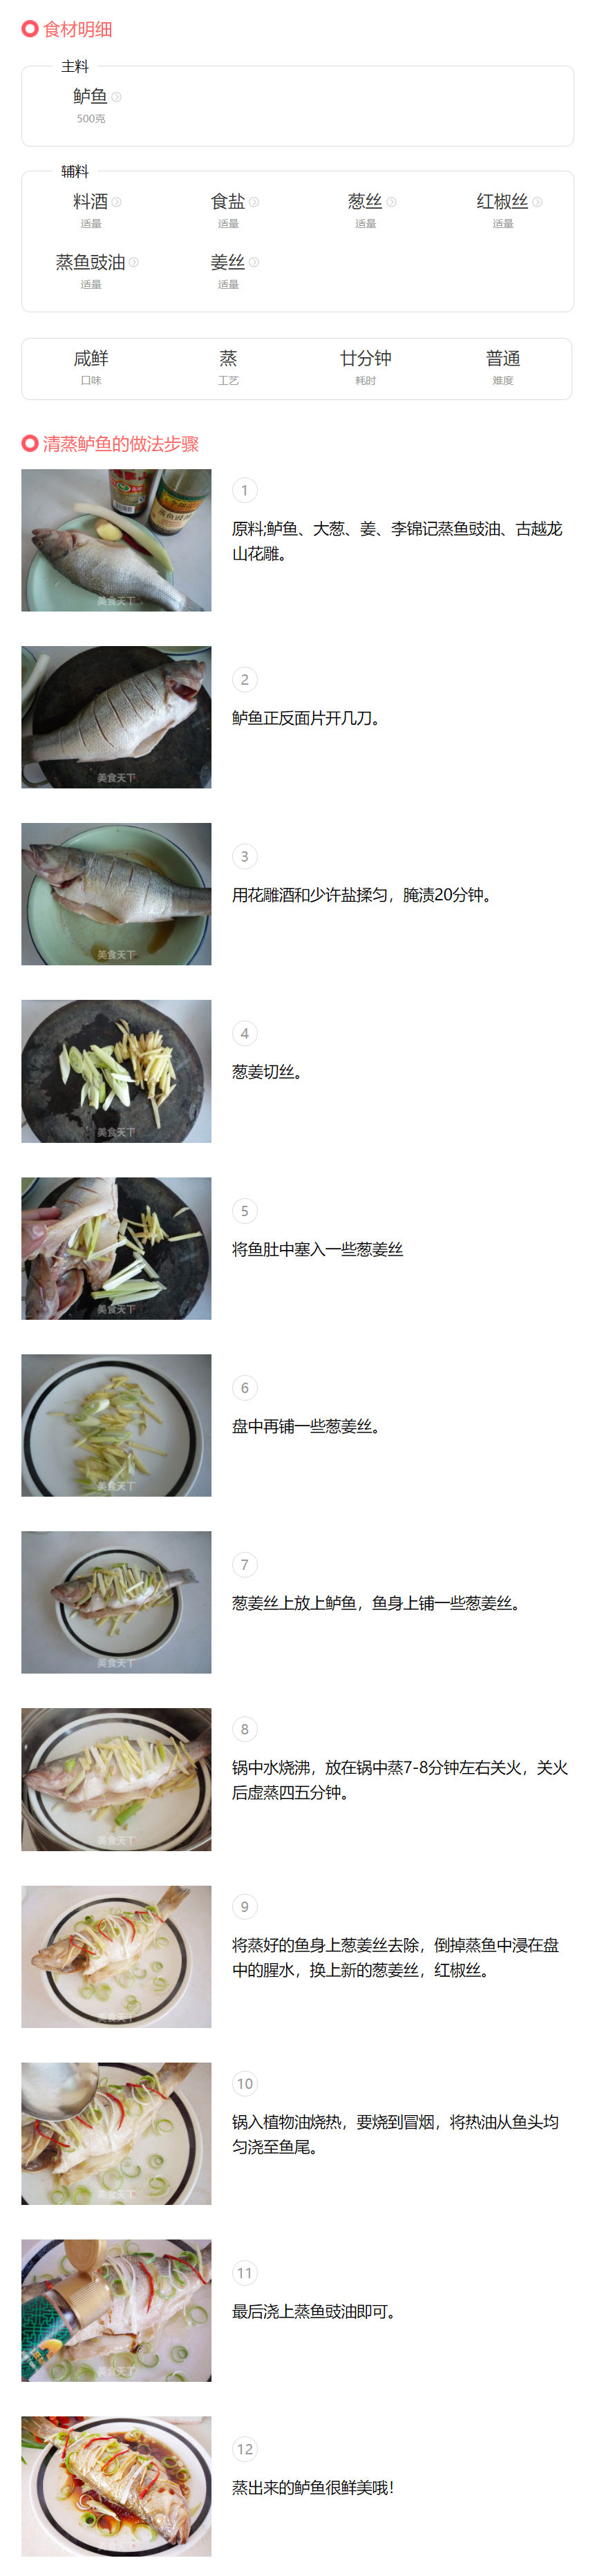 食材明细
主料
鲈鱼
500克
辅料
料酒 食盐 葱丝 红椒丝
适量 适量 适量 适量
蒸鱼豉油 姜丝
适量 适量
咸鲜 蒸 廿分钟 普通
口味 工艺 耗时 难度
清蒸鲈鱼的做法步骤
1
原料;鲈鱼、大葱、姜、李锦记蒸鱼豉油、古越龙
山花雕。
美食天下
2
鲈鱼正反面片开几刀。
美食天下
3
用花雕酒和少许盐揉匀，腌渍20分钟。
美食天下
4
葱姜切丝。
美食天下
5
将鱼肚中塞入一些葱姜丝
美食天下
6
盘中再铺一些葱姜丝。
美食天下
7
葱姜丝上放上鲈鱼，鱼身上铺一些葱姜丝。
美食天下
8
锅中水烧沸，放在锅中蒸7-8分钟左右关火，关火
后虚蒸四五分钟。
美食天下
9
将蒸好的鱼身上葱姜丝去除，倒掉蒸鱼中浸在盘
中的腥水，换上新的葱姜丝，红椒丝。
美食天下
10
锅入植物油烧热，要烧到冒烟，将热油从鱼头均
匀浇至鱼尾。
美食天下
11
最后浇上蒸鱼豉油即可。
美食天下
12
蒸出来的鲈鱼很鲜美哦！
美食天下